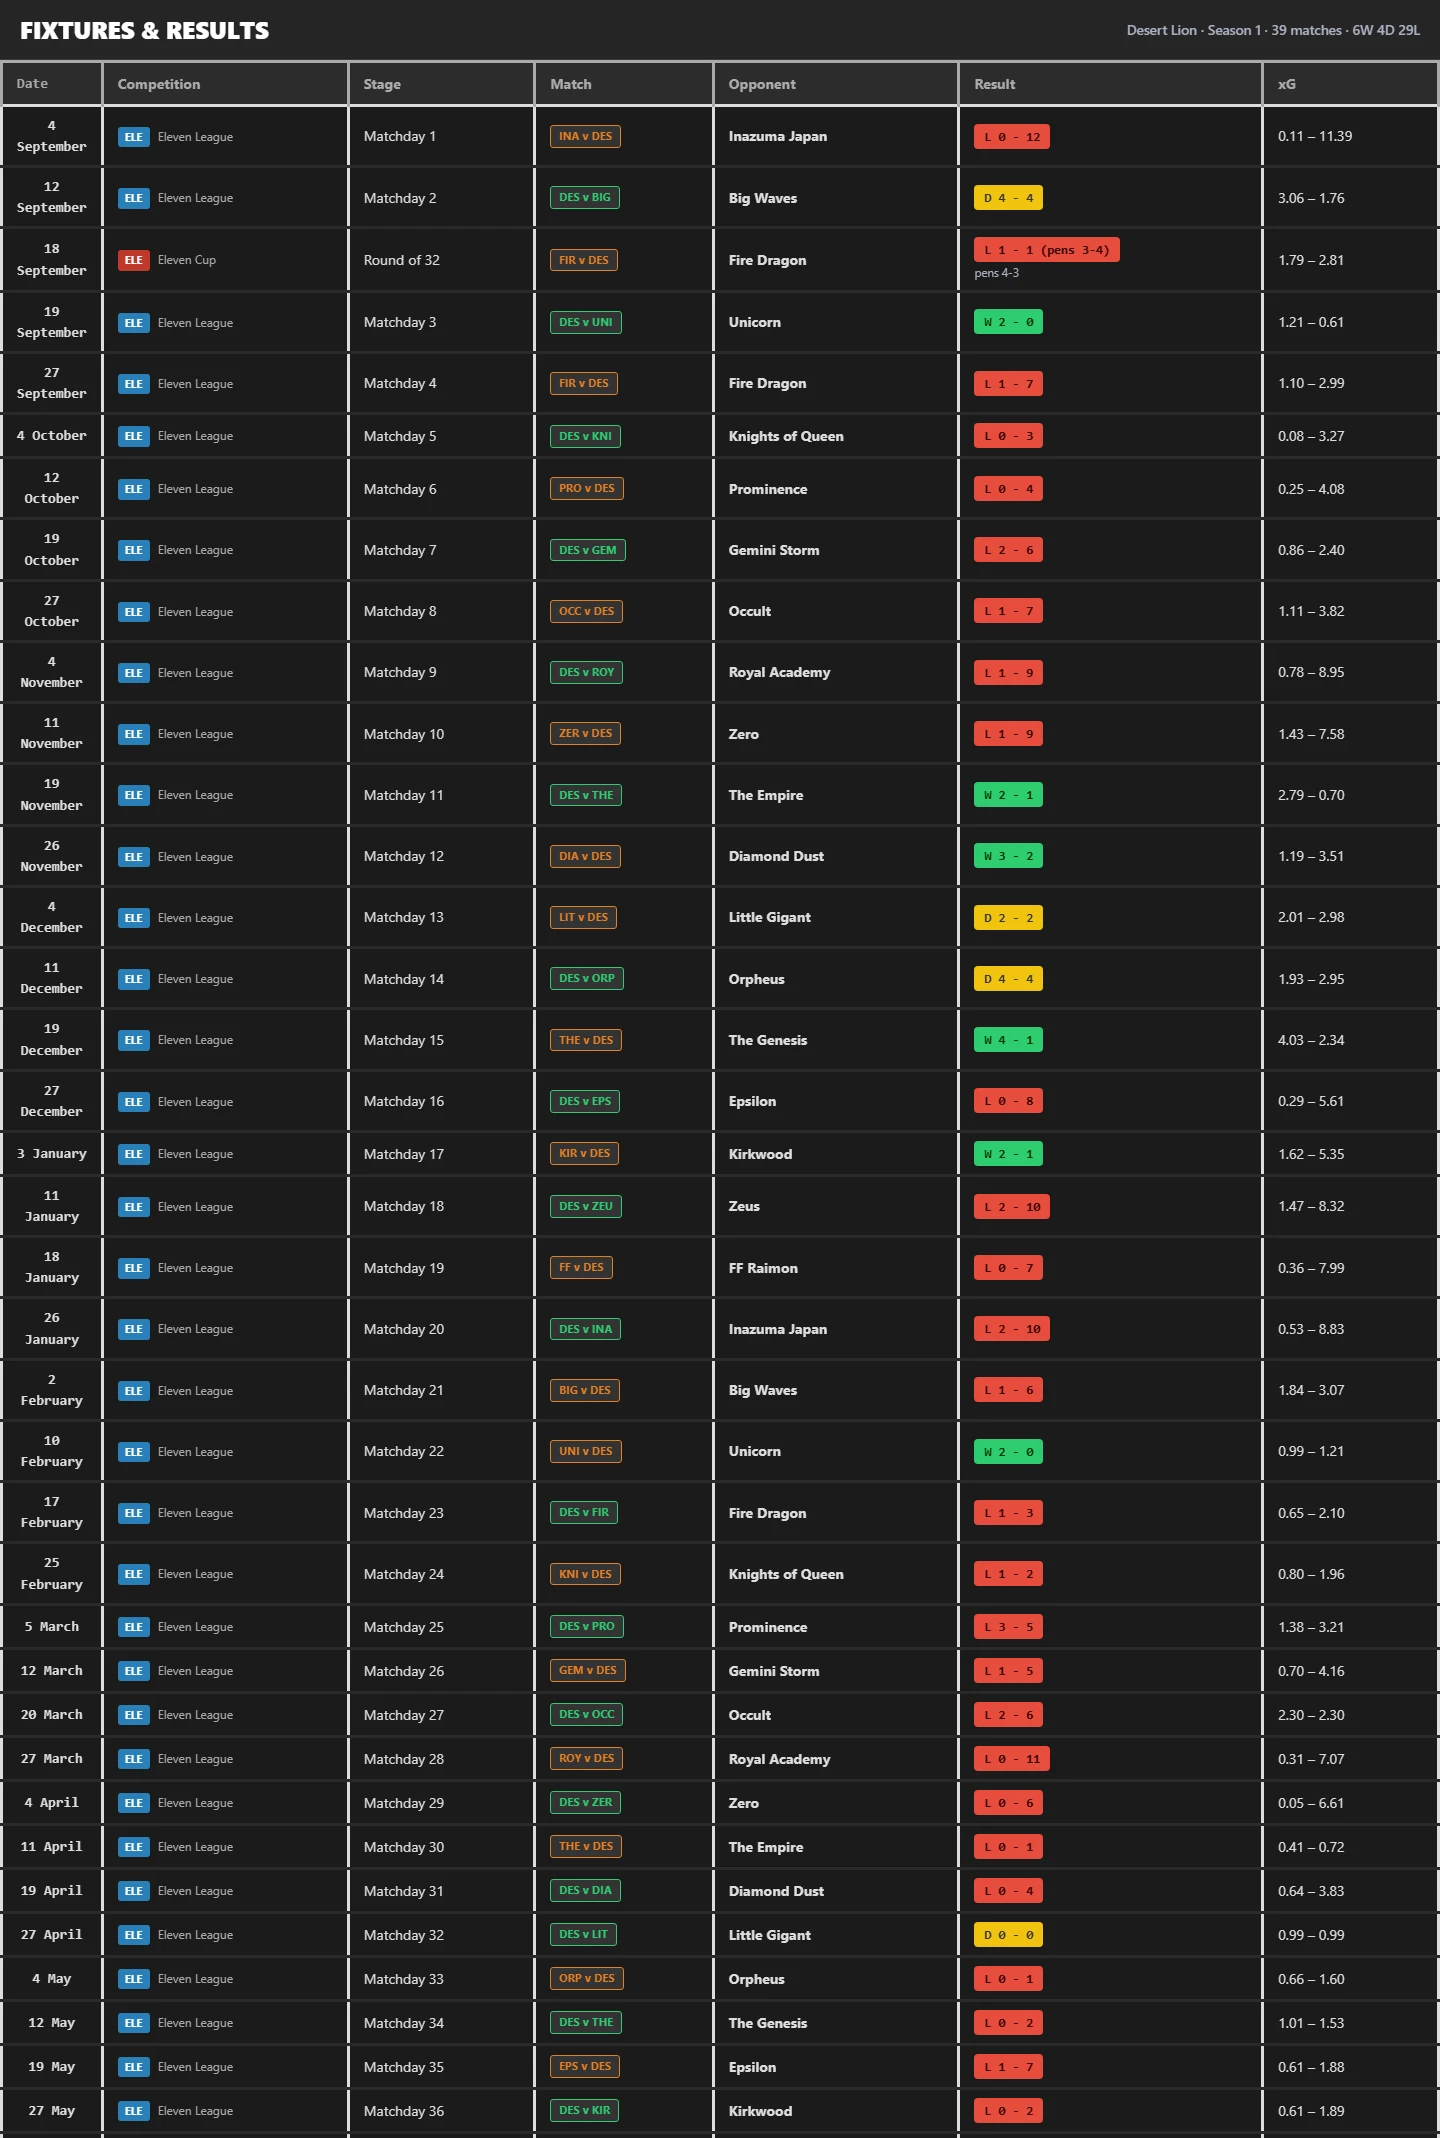 FIXTURES & RESULTS
Desert Lion · Season 1 · 39 matches · 6W 4D 29L
Date Competition Stage Match Opponent Result xG
4 September ELE Eleven League Matchday 1 INA v DES Inazuma Japan L 0 - 12 0.11 – 11.39
12 September ELE Eleven League Matchday 2 DES v BIG Big Waves D 4 - 4 3.06 – 1.76
18 September ELE Eleven Cup Round of 32 FIR v DES Fire Dragon L 1 - 1 (pens 3-4) pens 4-3 1.79 – 2.81
19 September ELE Eleven League Matchday 3 DES v UNI Unicorn W 2 - 0 1.21 – 0.61
27 September ELE Eleven League Matchday 4 FIR v DES Fire Dragon L 1 - 7 1.10 – 2.99
4 October ELE Eleven League Matchday 5 DES v KNI Knights of Queen L 0 - 3 0.08 – 3.27
12 October ELE Eleven League Matchday 6 PRO v DES Prominence L 0 - 4 0.25 – 4.08
19 October ELE Eleven League Matchday 7 DES v GEM Gemini Storm L 2 - 6 0.86 – 2.40
27 October ELE Eleven League Matchday 8 OCC v DES Occult L 1 - 7 1.11 – 3.82
4 November ELE Eleven League Matchday 9 DES v ROY Royal Academy L 1 - 9 0.78 – 8.95
11 November ELE Eleven League Matchday 10 ZER v DES Zero L 1 - 9 1.43 – 7.58
19 November ELE Eleven League Matchday 11 DES v THE The Empire W 2 - 1 2.79 – 0.70
26 November ELE Eleven League Matchday 12 DIA v DES Diamond Dust W 3 - 2 1.19 – 3.51
4 December ELE Eleven League Matchday 13 LIT v DES Little Gigant D 2 - 2 2.01 – 2.98
11 December ELE Eleven League Matchday 14 DES v ORP Orpheus D 4 - 4 1.93 – 2.95
19 December ELE Eleven League Matchday 15 THE v DES The Genesis W 4 - 1 4.03 – 2.34
27 December ELE Eleven League Matchday 16 DES v EPS Epsilon L 0 - 8 0.29 – 5.61
3 January ELE Eleven League Matchday 17 KIR v DES Kirkwood W 2 - 1 1.62 – 5.35
11 January ELE Eleven League Matchday 18 DES v ZEU Zeus L 2 - 10 1.47 – 8.32
18 January ELE Eleven League Matchday 19 FF v DES FF Raimon L 0 - 7 0.36 – 7.99
26 January ELE Eleven League Matchday 20 DES v INA Inazuma Japan L 2 - 10 0.53 – 8.83
2 February ELE Eleven League Matchday 21 BIG v DES Big Waves L 1 - 6 1.84 – 3.07
10 February ELE Eleven League Matchday 22 UNI v DES Unicorn W 2 - 0 0.99 – 1.21
17 February ELE Eleven League Matchday 23 DES v FIR Fire Dragon L 1 - 3 0.65 – 2.10
25 February ELE Eleven League Matchday 24 KNI v DES Knights of Queen L 1 - 2 0.80 – 1.96
5 March ELE Eleven League Matchday 25 DES v PRO Prominence L 3 - 5 1.38 – 3.21
12 March ELE Eleven League Matchday 26 GEM v DES Gemini Storm L 1 - 5 0.70 – 4.16
20 March ELE Eleven League Matchday 27 DES v OCC Occult L 2 - 6 2.30 – 2.30
27 March ELE Eleven League Matchday 28 ROY v DES Royal Academy L 0 - 11 0.31 – 7.07
4 April ELE Eleven League Matchday 29 DES v ZER Zero L 0 - 6 0.05 – 6.61
11 April ELE Eleven League Matchday 30 THE v DES The Empire L 0 - 1 0.41 – 0.72
19 April ELE Eleven League Matchday 31 DES v DIA Diamond Dust L 0 - 4 0.64 – 3.83
27 April ELE Eleven League Matchday 32 DES v LIT Little Gigant D 0 - 0 0.99 – 0.99
4 May ELE Eleven League Matchday 33 ORP v DES Orpheus L 0 - 1 0.66 – 1.60
12 May ELE Eleven League Matchday 34 DES v THE The Genesis L 0 - 2 1.01 – 1.53
19 May ELE Eleven League Matchday 35 EPS v DES Epsilon L 1 - 7 0.61 – 1.88
27 May ELE Eleven League Matchday 36 DES v KIR Kirkwood L 0 - 2 0.61 – 1.89